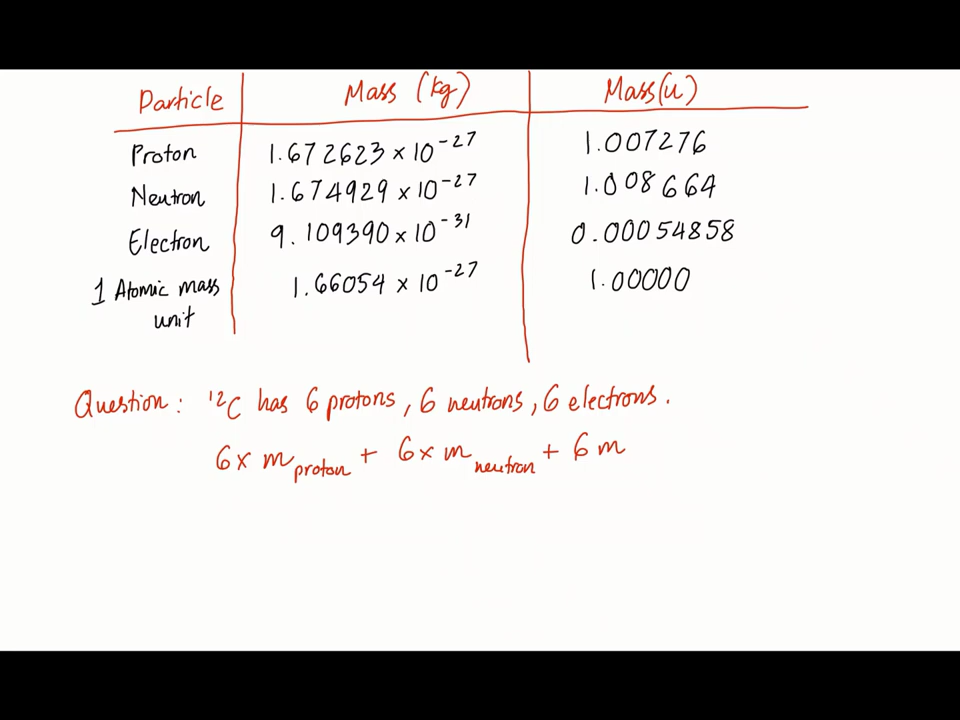 Particle Mass (kg) Mass(u)
Proton 1.672623 × 10⁻²⁷ 1.007276
Neutron 1.674929 × 10⁻²⁷ 1.008664
Electron 9.109390 × 10⁻³¹ 0.00054858
1 Atomic mass 1.66054 × 10⁻²⁷ 1.00000
unit
Question: ¹²C has 6 protons, 6 neutrons, 6 electrons.
6 × m proton + 6 × m neutron + 6 m